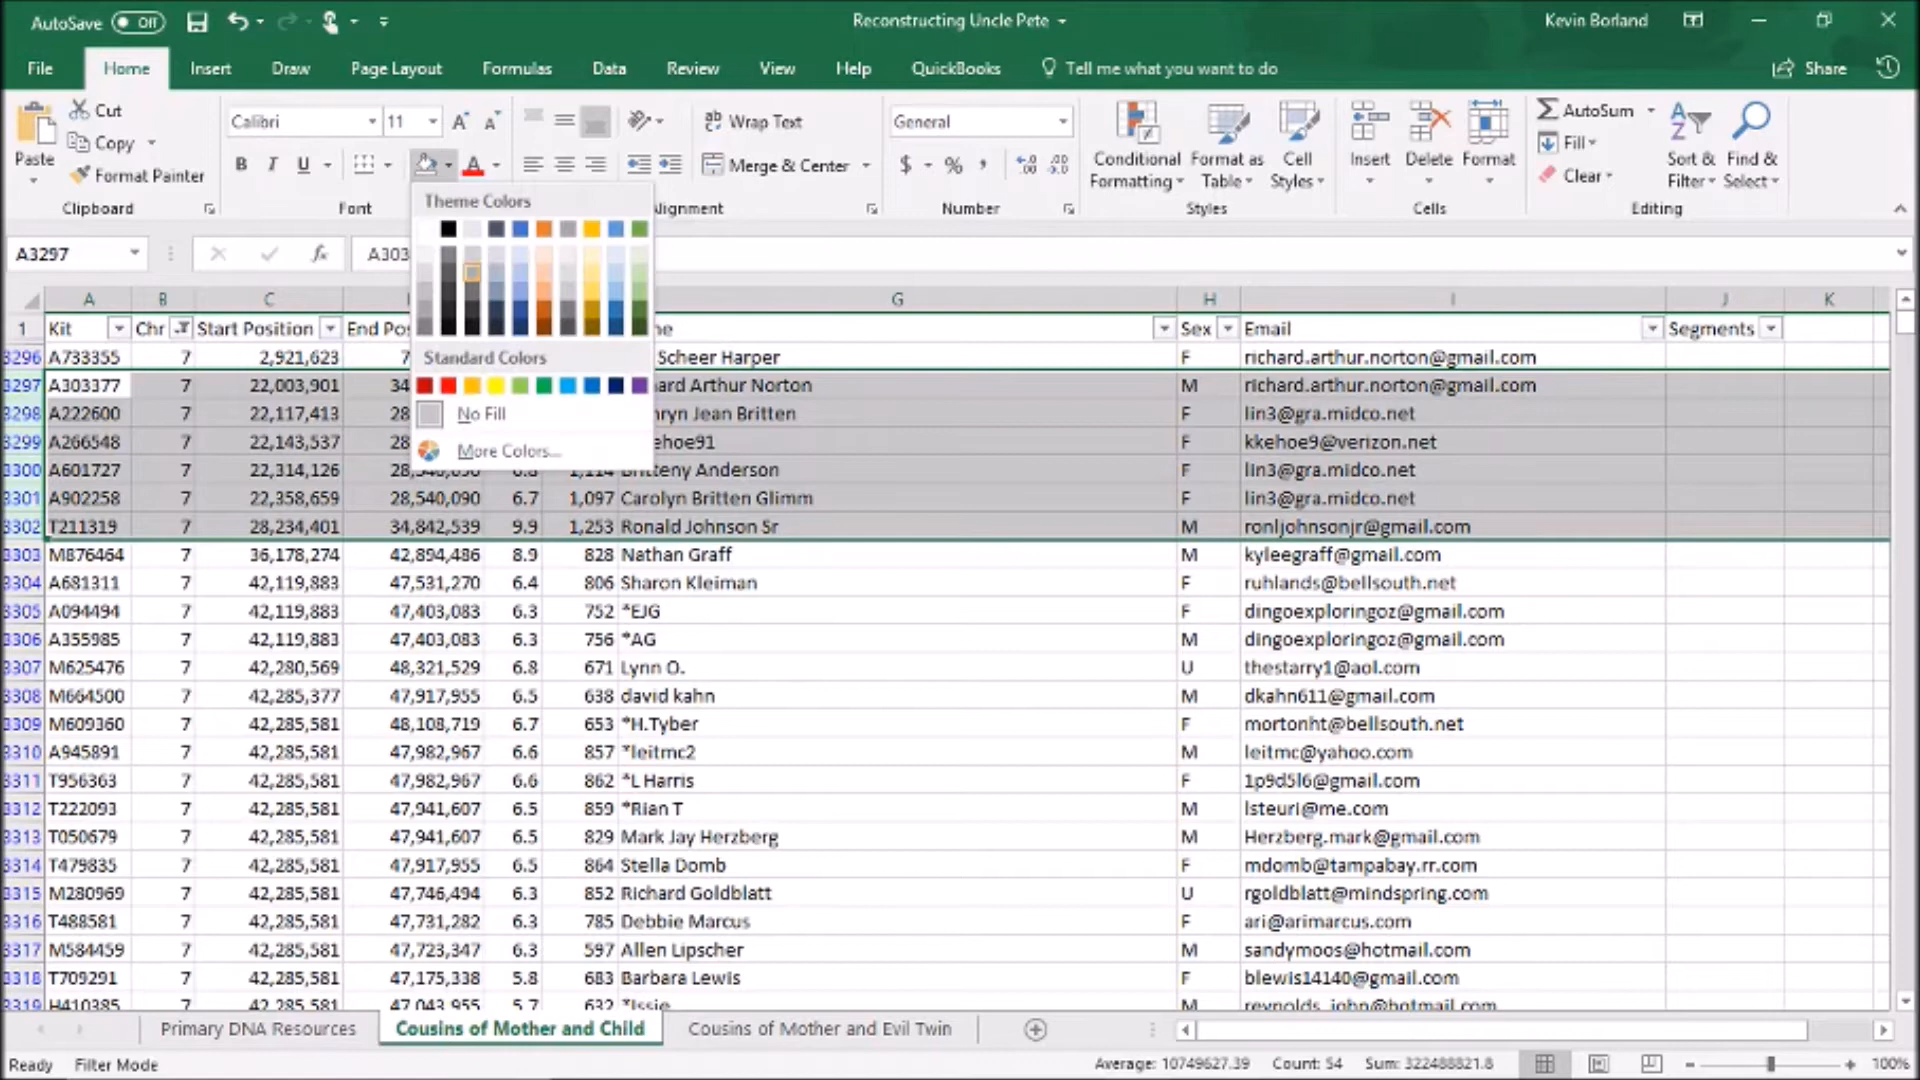 AutoSave Off Reconstructing Uncle Pete Kevin Borland
File Home Insert Draw Page Layout Formulas Data Review View Help QuickBooks Tell me what you want to do Share
Paste Cut Copy Format Painter Clipboard
Calibri 11 B I U A Font
Wrap Text Merge & Center lignment
General $ % Number
Conditional Formatting Format as Table Cell Styles Styles
Insert Delete Format Cells
AutoSum Fill Clear Sort & Filter Find & Select Editing
A3297 fx A303
Theme Colors
Standard Colors
No Fill
More Colors...
A B C G H I J K
1 Kit Chr Start Position End Pos Sex Email Segments
3296 A733355 7 2,921,623 7 Scheer Harper F richard.arthur.norton@gmail.com
3297 A303377 7 22,003,901 34 ard Arthur Norton M richard.arthur.norton@gmail.com
3298 A222600 7 22,117,413 28 ryn Jean Britten F lin3@gra.midco.net
3299 A266548 7 22,143,537 28 ehoe91 F kkehoe9@verizon.net
3300 A601727 7 22,314,126 1,114 Britteny Anderson F lin3@gra.midco.net
3301 A902258 7 22,358,659 28,540,090 6.7 1,097 Carolyn Britten Glimm F lin3@gra.midco.net
3302 T211319 7 28,234,401 34,842,539 9.9 1,253 Ronald Johnson Sr M ronljohnsonjr@gmail.com
3303 M876464 7 36,178,274 42,894,486 8.9 828 Nathan Graff M kyleegraff@gmail.com
3304 A681311 7 42,119,883 47,531,270 6.4 806 Sharon Kleiman F ruhlands@bellsouth.net
3305 A094494 7 42,119,883 47,403,083 6.3 752 *EJG F dingoexploringoz@gmail.com
3306 A355985 7 42,119,883 47,403,083 6.3 756 *AG M dingoexploringoz@gmail.com
3307 M625476 7 42,280,569 48,321,529 6.8 671 Lynn O. U thestarry1@aol.com
3308 M664500 7 42,285,377 47,917,955 6.5 638 david kahn M dkahn611@gmail.com
3309 M609360 7 42,285,581 48,108,719 6.7 653 *H.Tyber F mortonht@bellsouth.net
3310 A945891 7 42,285,581 47,982,967 6.6 857 *leitmc2 M leitmc@yahoo.com
3311 T956363 7 42,285,581 47,982,967 6.6 862 *L Harris F 1p9d5l6@gmail.com
3312 T222093 7 42,285,581 47,941,607 6.5 859 *Rian T M lsteuri@me.com
3313 T050679 7 42,285,581 47,941,607 6.5 829 Mark Jay Herzberg M Herzberg.mark@gmail.com
3314 T479835 7 42,285,581 47,917,955 6.5 864 Stella Domb F mdomb@tampabay.rr.com
3315 M280969 7 42,285,581 47,746,494 6.3 852 Richard Goldblatt U rgoldblatt@mindspring.com
3316 T488581 7 42,285,581 47,731,282 6.3 785 Debbie Marcus F ari@arimarcus.com
3317 M584459 7 42,285,581 47,723,347 6.3 597 Allen Lipscher M sandymoos@hotmail.com
3318 T709291 7 42,285,581 47,175,338 5.8 683 Barbara Lewis F blewis14140@gmail.com
3319 H410385 7 42,285,581 47,043,955 5.7 632 *Issie M reynolds_john@hotmail.com
Primary DNA Resources Cousins of Mother and Child Cousins of Mother and Evil Twin
Ready Filter Mode Average: 10749627.39 Count: 54 Sum: 322488821.8 100%